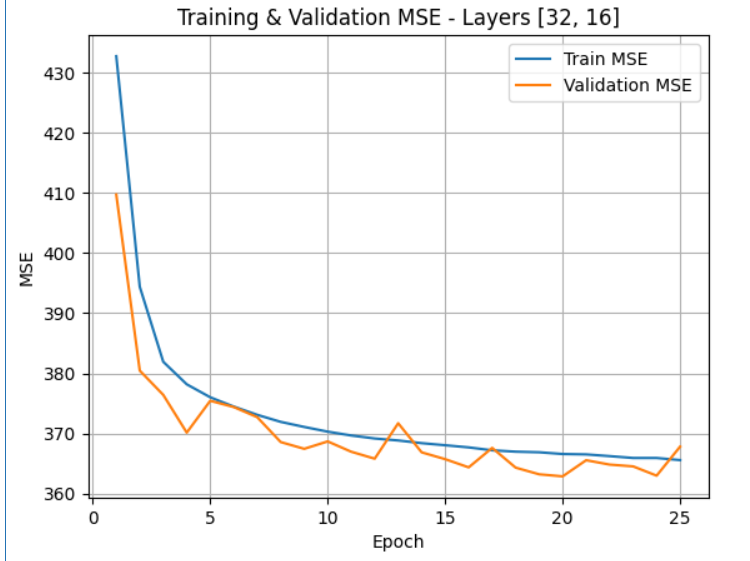 Training & Validation MSE - Layers [32, 16]
Train MSE
Validation MSE
MSE
430
420
410
400
390
380
370
360
0 5 10 15 20 25
Epoch